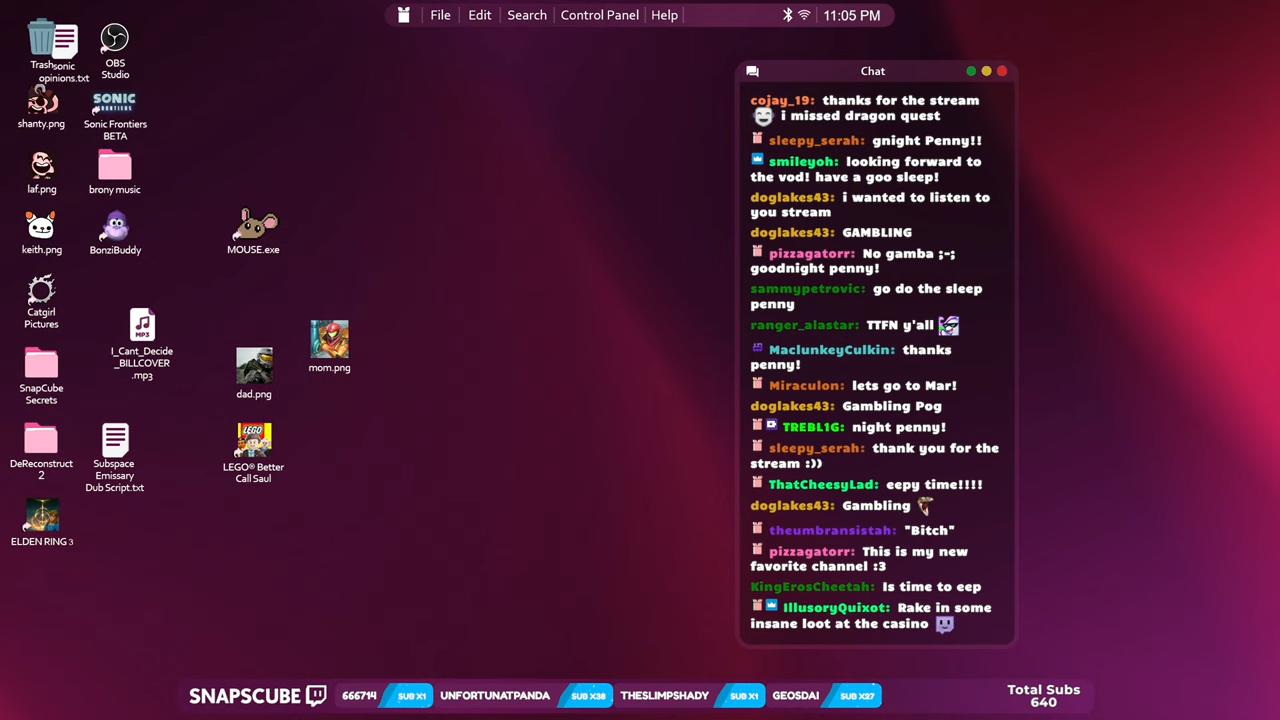 File Edit Search Control Panel Help 11:05 PM
Trash
sonic
opinions.txt
OBS
Studio
shanty.png
SONIC
FRONTIERS
Sonic Frontiers
BETA
laf.png
brony music
keith.png
BonziBuddy
MOUSE.exe
Catgirl
Pictures
MP3
I_Cant_Decide
_BILLCOVER
.mp3
mom.png
SnapCube
Secrets
dad.png
DeReconstruct
2
Subspace
Emissary
Dub Script.txt
LEGO
LEGO® Better
Call Saul
ELDEN RING 3
Chat
cojay_19: thanks for the stream
i missed dragon quest
sleepy_serah: gnight Penny!!
smileyoh: looking forward to
the vod! have a goo sleep!
doglakes43: i wanted to listen to
you stream
doglakes43: GAMBLING
pizzagatorr: No gamba ;-;
goodnight penny!
sammypetrovic: go do the sleep
penny
ranger_alastar: TTFN y'all
MaclunkeyCulkin: thanks
penny!
Miraculon: lets go to Mar!
doglakes43: Gambling Pog
TREBL1G: night penny!
sleepy_serah: thank you for the
stream :))
ThatCheesyLad: eepy time!!!!
doglakes43: Gambling
theumbransistah: "Bitch"
pizzagatorr: This is my new
favorite channel :3
KingErosCheetah: Is time to eep
IllusoryQuixot: Rake in some
insane loot at the casino
SNAPSCUBE 666714 SUB X1 UNFORTUNATPANDA SUB X38 THESLIMPSHADY SUB X1 GEOSDAI SUB X27
Total Subs
640